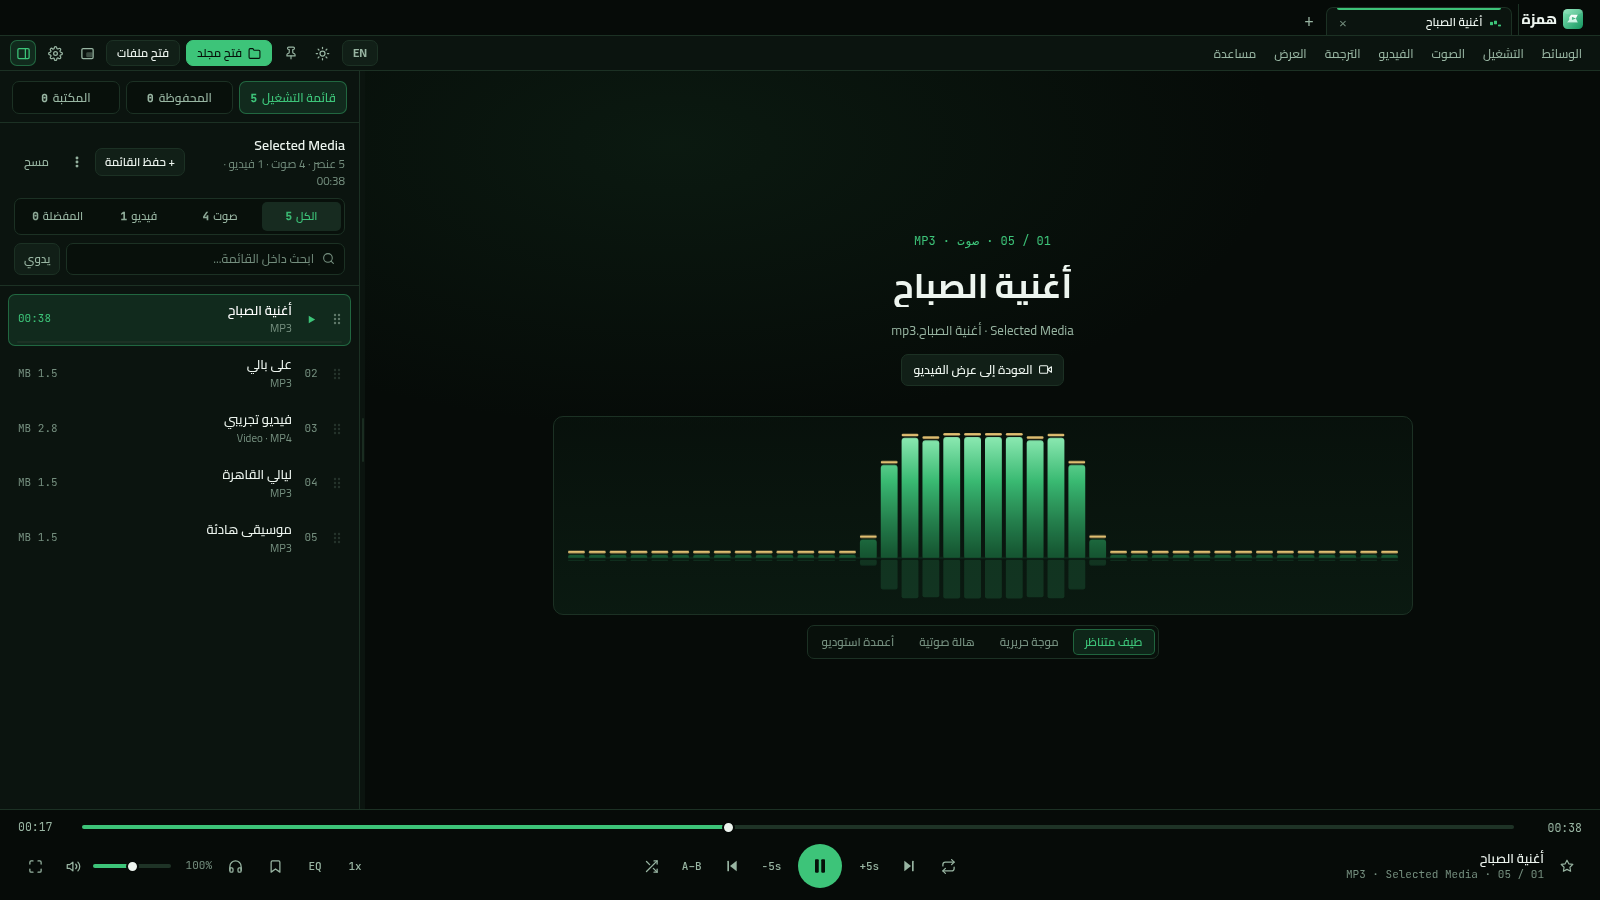 همزة
أغنية الصباح
الوسائط
التشغيل
الصوت
الفيديو
الترجمة
العرض
مساعدة
EN
فتح مجلد
فتح ملفات
قائمة التشغيل 5
المحفوظة 0
المكتبة 0
Selected Media
5 عنصر · 4 صوت · 1 فيديو ·
00:38
+ حفظ القائمة
مسح
الكل 5
صوت 4
فيديو 1
المفضلة 0
ابحث داخل القائمة...
يدوي
أغنية الصباح
MP3
00:38
02
على بالي
MP3
MB 1.5
03
فيديو تجريبي
Video · MP4
MB 2.8
04
ليالي القاهرة
MP3
MB 1.5
05
موسيقى هادئة
MP3
MB 1.5
MP3 · صوت · 05 / 01
أغنية الصباح
أغنية الصباح.mp3 · Selected Media
العودة إلى عرض الفيديو
طيف متناظر
موجة حريرية
هالة صوتية
أعمدة استوديو
00:17
00:38
100%
EQ
1x
A-B
-5s
+5s
أغنية الصباح
MP3 · Selected Media · 05 / 01